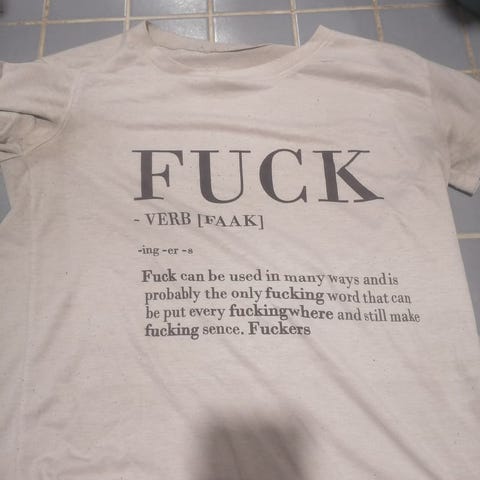 FUCK
- VERB [FAAK]
-ing -er -s
Fuck can be used in many ways and is
probably the only fucking word that can
be put every fuckingwhere and still make
fucking sence. Fuckers